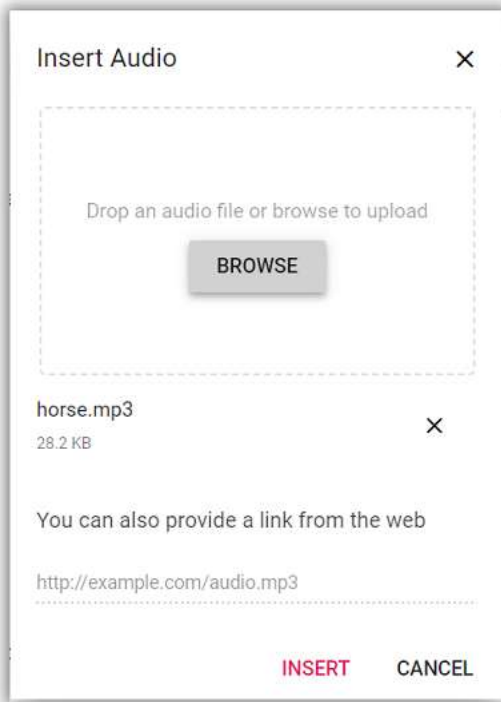 Insert Audio
Drop an audio file or browse to upload
BROWSE
horse.mp3
28.2 KB
You can also provide a link from the web
http://example.com/audio.mp3
INSERT CANCEL